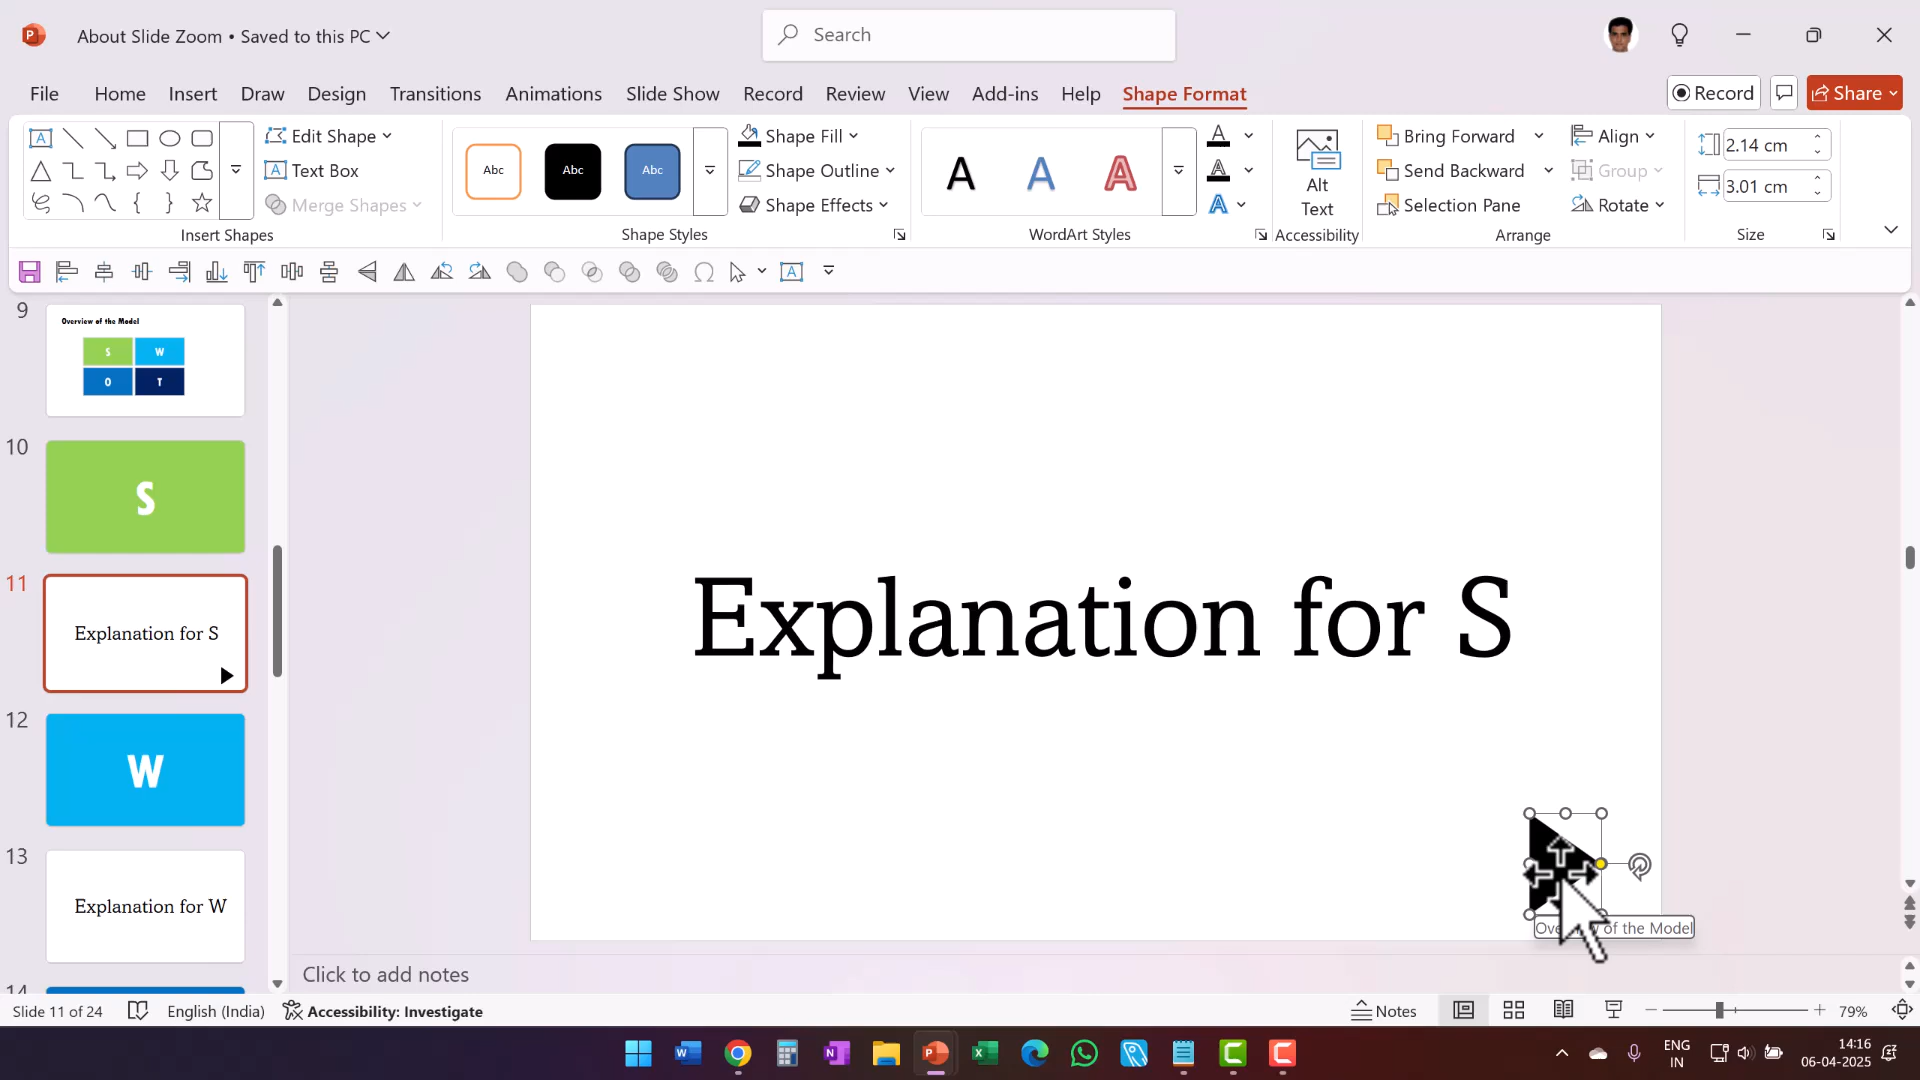 About Slide Zoom • Saved to this PC
Search
File Home Insert Draw Design Transitions Animations Slide Show Record Review View Add-ins Help Shape Format
Record
Share
Edit Shape
Text Box
Merge Shapes
Insert Shapes
Abc Abc Abc
Shape Fill
Shape Outline
Shape Effects
Shape Styles
A A A
WordArt Styles
Alt
Text
Accessibility
Bring Forward
Send Backward
Selection Pane
Align
Group
Rotate
Arrange
2.14 cm
3.01 cm
Size
9
Overview of the Model
S W
O T
10
S
11
Explanation for S
12
W
13
Explanation for W
14
Explanation for S
of the Model
Click to add notes
Slide 11 of 24
English (India)
Accessibility: Investigate
Notes
79%
ENG
IN
14:16
06-04-2025